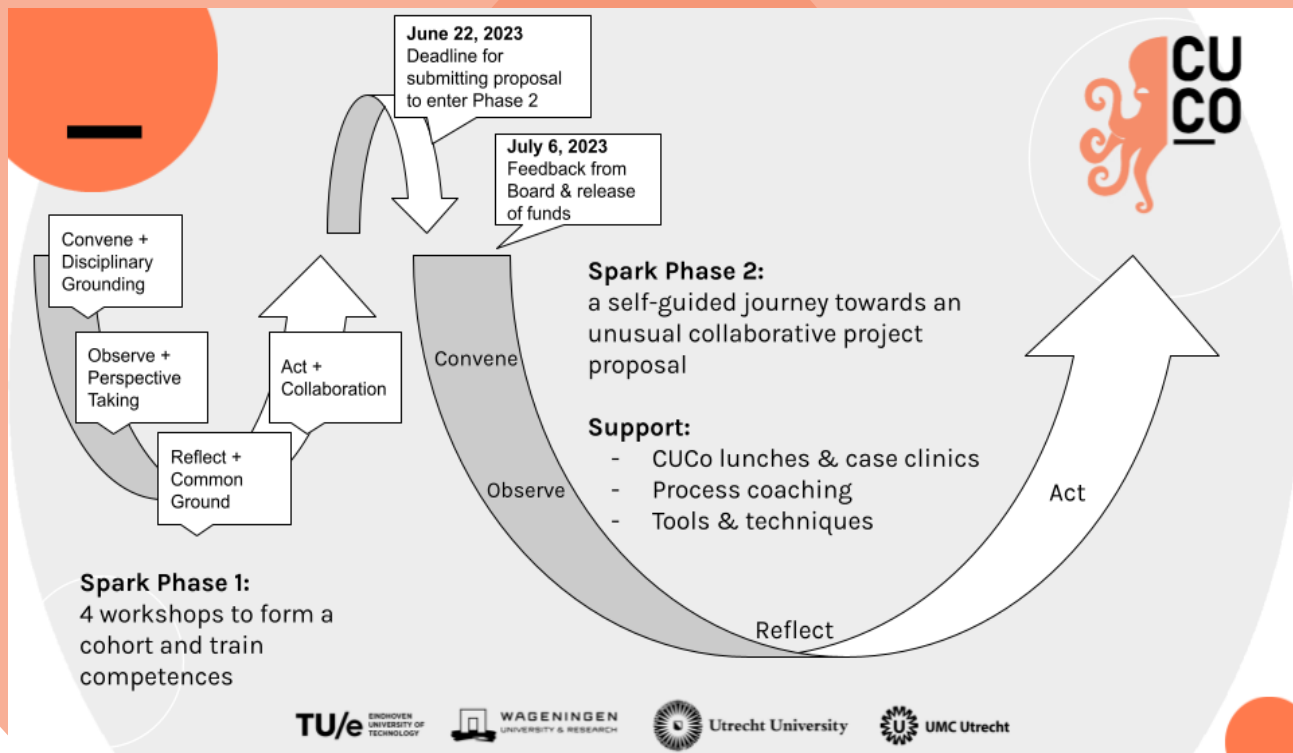 June 22, 2023
Deadline for
submitting proposal
to enter Phase 2
CU
CO
July 6, 2023
Feedback from
Board & release
of funds
Convene +
Disciplinary
Grounding
Observe +
Perspective
Taking
Act +
Collaboration
Reflect +
Common
Ground
Spark Phase 1:
4 workshops to form a
cohort and train
competences
Convene
Observe
Reflect
Act
Spark Phase 2:
a self-guided journey towards an
unusual collaborative project
proposal
Support:
- CUCo lunches & case clinics
- Process coaching
- Tools & techniques
TU/e EINDHOVEN
UNIVERSITY OF
TECHNOLOGY
WAGENINGEN
UNIVERSITY & RESEARCH
Utrecht University
U
UMC Utrecht